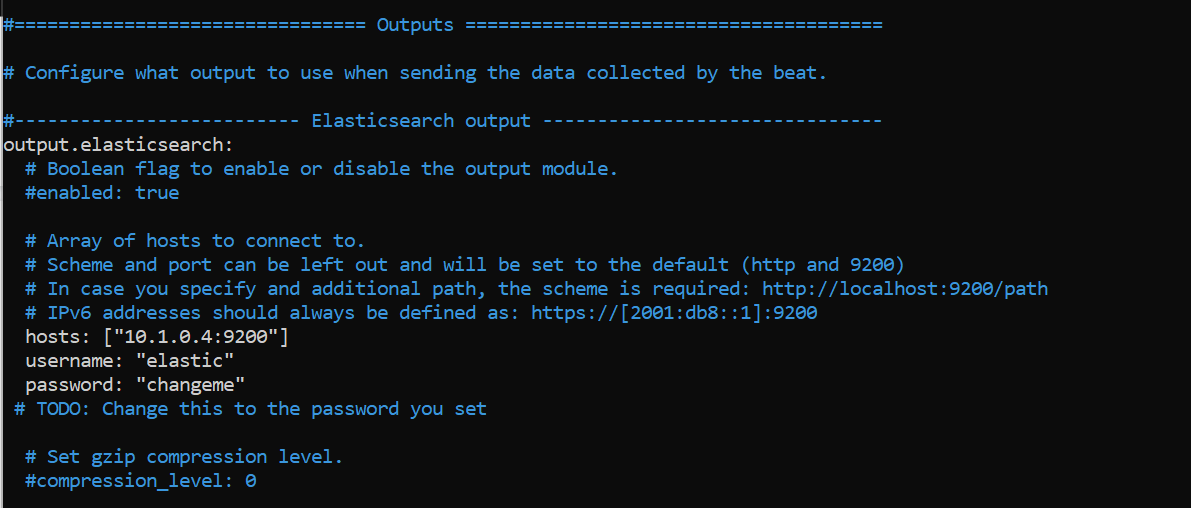 #================================ Outputs ======================================
# Configure what output to use when sending the data collected by the beat.
#-------------------------- Elasticsearch output -------------------------------
output.elasticsearch:
  # Boolean flag to enable or disable the output module.
  #enabled: true
  # Array of hosts to connect to.
  # Scheme and port can be left out and will be set to the default (http and 9200)
  # In case you specify and additional path, the scheme is required: http://localhost:9200/path
  # IPv6 addresses should always be defined as: https://[2001:db8::1]:9200
  hosts: ["10.1.0.4:9200"]
  username: "elastic"
  password: "changeme"
 # TODO: Change this to the password you set
  # Set gzip compression level.
  #compression_level: 0